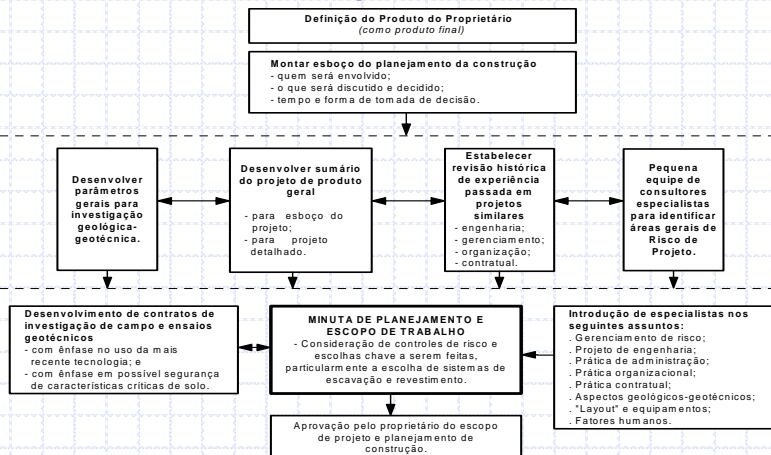 Definição do Produto do Proprietário
(como produto final)
Montar esboço do planejamento da construção
- quem será envolvido;
- o que será discutido e decidido;
- tempo e forma de tomada de decisão.
Desenvolver
parâmetros
gerais para
investigação
geológica-
geotécnica.
Desenvolver sumário
do projeto de produto
geral
- para esboço do
projeto;
- para projeto
detalhado.
Estabelecer
revisão histórica
de experiência
passada em
projetos
similares
- engenharia;
- gerenciamento;
- organização;
- contratual.
Pequena
equipe de
consultores
especialistas
para identificar
áreas gerais de
Risco de
Projeto.
Desenvolvimento de contratos de
investigação de campo e ensaios
geotécnicos
- com ênfase no uso da mais
recente tecnologia; e
- com ênfase em possível segurança
de características críticas de solo.
MINUTA DE PLANEJAMENTO E
ESCOPO DE TRABALHO
- Consideração de controles de risco e
escolhas chave a serem feitas,
particularmente a escolha de sistemas de
escavação e revestimento.
Introdução de especialistas nos
seguintes assuntos:
. Gerenciamento de risco;
. Projeto de engenharia;
. Prática de administração;
. Prática organizacional;
. Prática contratual;
. Aspectos geológicos-geotécnicos;
. "Layout" e equipamentos;
. Fatores humanos.
Aprovação pelo proprietário do escopo
de projeto e planejamento de
construção.